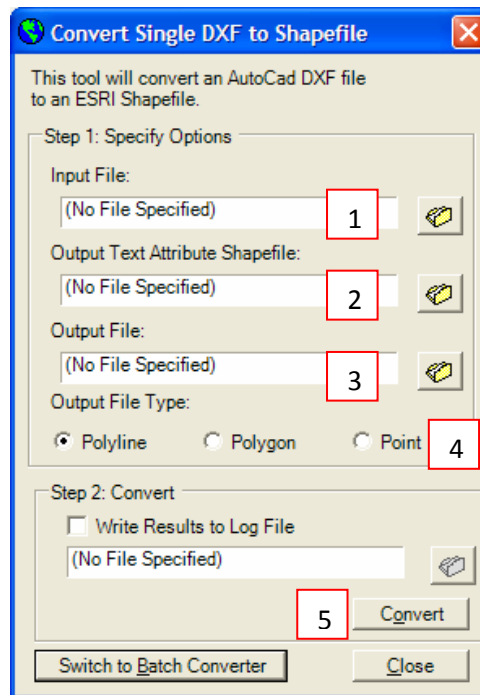 Convert Single DXF to Shapefile
This tool will convert an AutoCad DXF file
to an ESRI Shapefile.
Step 1: Specify Options
Input File:
(No File Specified) 1
Output Text Attribute Shapefile:
(No File Specified) 2
Output File:
(No File Specified) 3
Output File Type:
Polyline Polygon Point 4
Step 2: Convert
Write Results to Log File
(No File Specified)
5 Convert
Switch to Batch Converter Close